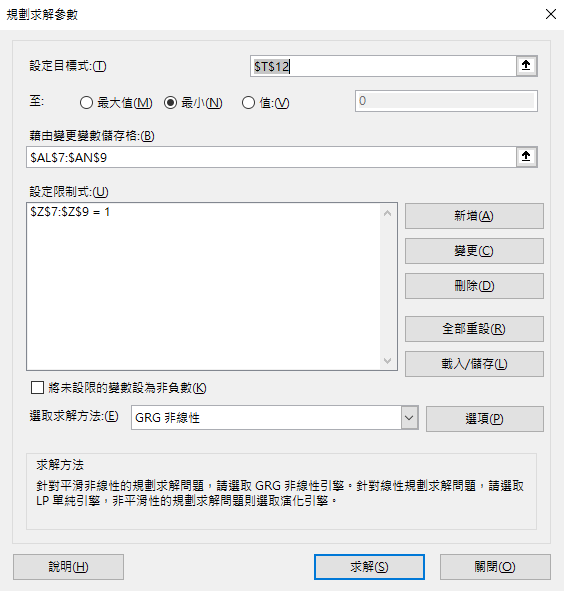 規劃求解參數
設定目標式:(T)
$T$12
至:
最大值(M)
最小(N)
值:(V)
0
藉由變更變數儲存格:(B)
$AL$7:$AN$9
設定限制式:(U)
$Z$7:$Z$9 = 1
新增(A)
變更(C)
刪除(D)
全部重設(R)
載入/儲存(L)
將未設限的變數設為非負數(K)
選取求解方法:(E)
GRG 非線性
選項(P)
求解方法
針對平滑非線性的規劃求解問題，請選取 GRG 非線性引擎。針對線性規劃求解問題，請選取
LP 單純引擎，非平滑性的規劃求解問題則選取演化引擎。
說明(H)
求解(S)
關閉(O)